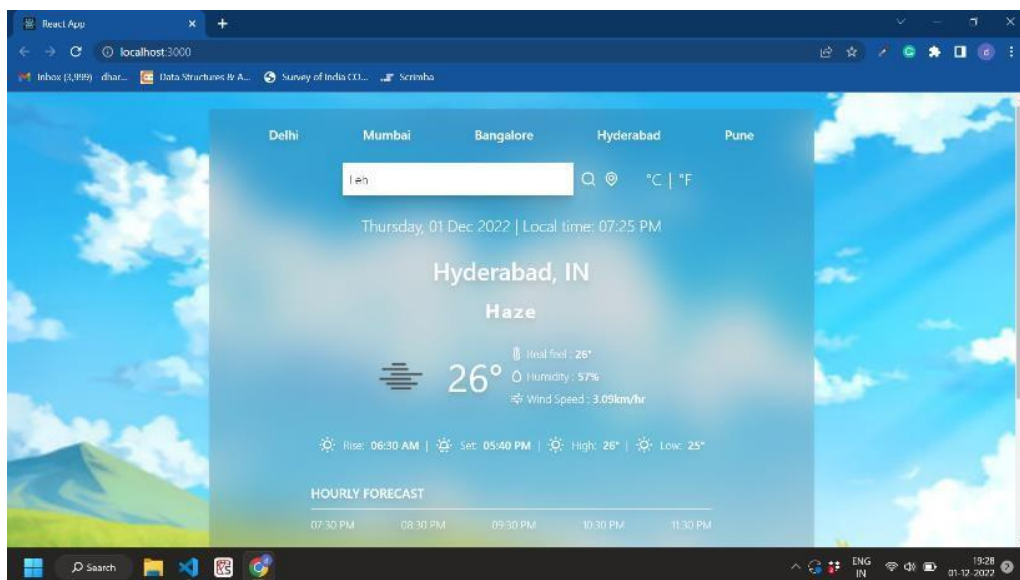 React App
localhost:3000
Inbox (3,999) - dhar...
Data Structures & A...
Survey of India CO...
Scrimba
Delhi Mumbai Bangalore Hyderabad Pune
Leh
°C | °F
Thursday, 01 Dec 2022 | Local time: 07:25 PM
Hyderabad, IN
Haze
26°
Real feel : 26°
Humidity : 57%
Wind Speed : 3.09km/hr
Rise: 06:30 AM | Set: 05:40 PM | High: 26° | Low: 25°
HOURLY FORECAST
07:30 PM 08:30 PM 09:30 PM 10:30 PM 11:30 PM
Search
ENG
IN
19:28
01-12-2022